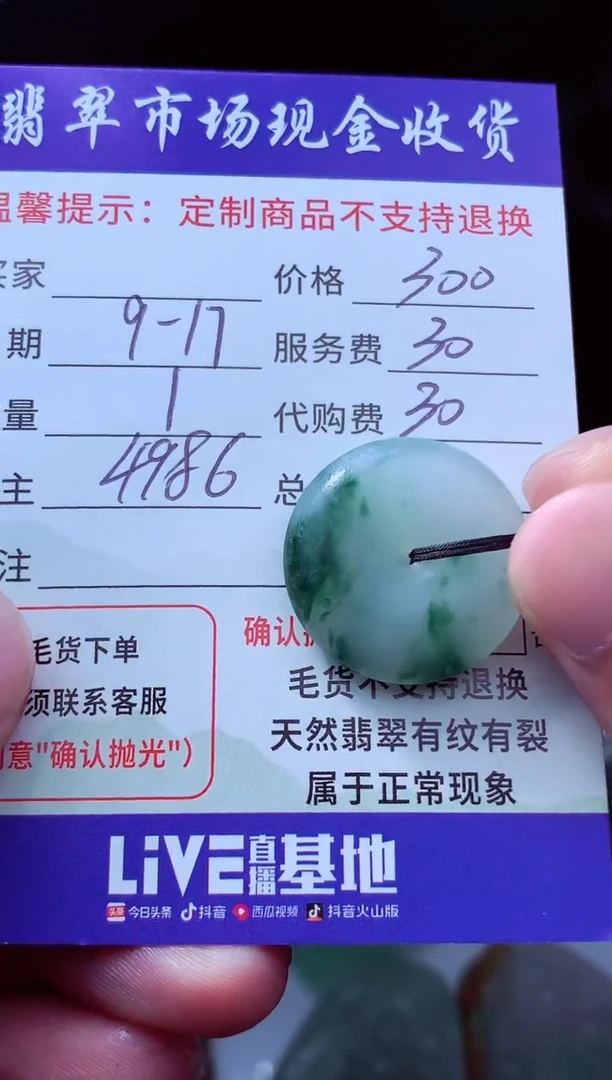 翡翠市场现金收货
温馨提示：定制商品不支持退换
买家 价格 300
期 9-17 服务费 30
量 1 代购费 30
主 4986 总
注
毛货下单
须联系客服
意"确认抛光"）
确认
毛货不支持退换
天然翡翠有纹有裂
属于正常现象
LiVE直播基地
头条 今日头条 抖音 西瓜视频 抖音火山版